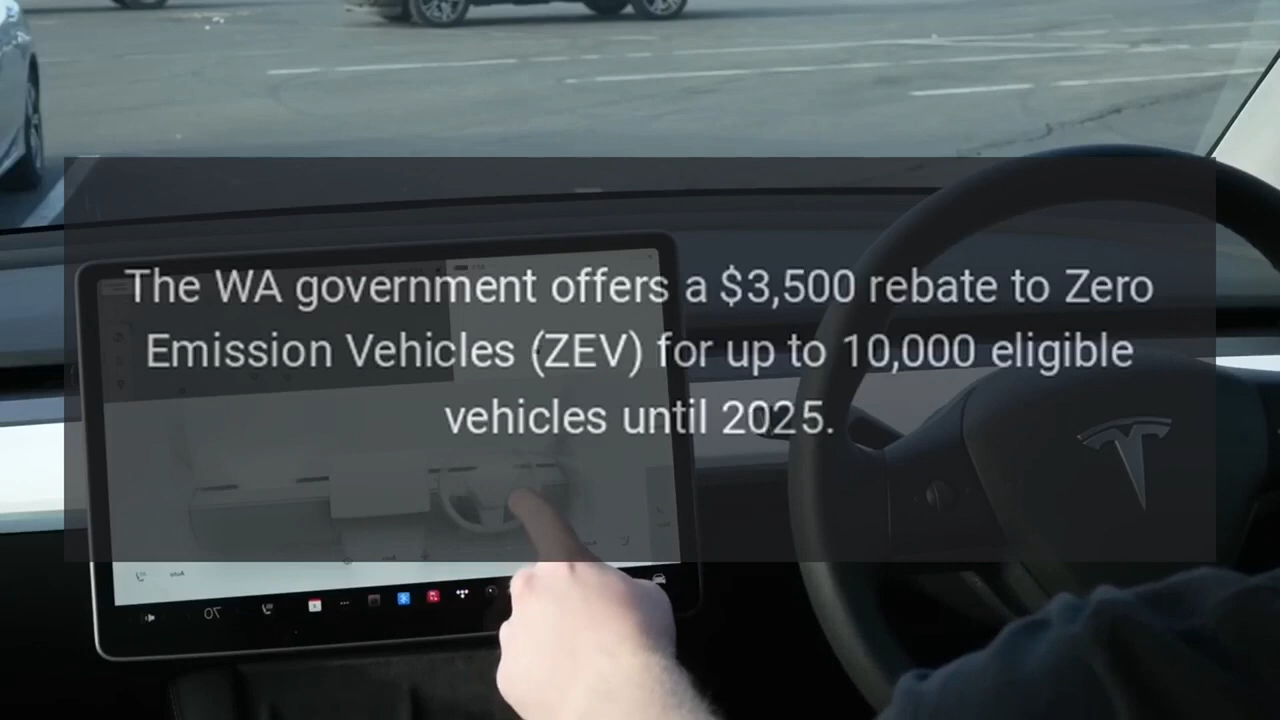 The WA government offers a $3,500 rebate to Zero
Emission Vehicles (ZEV) for up to 10,000 eligible
vehicles until 2025.